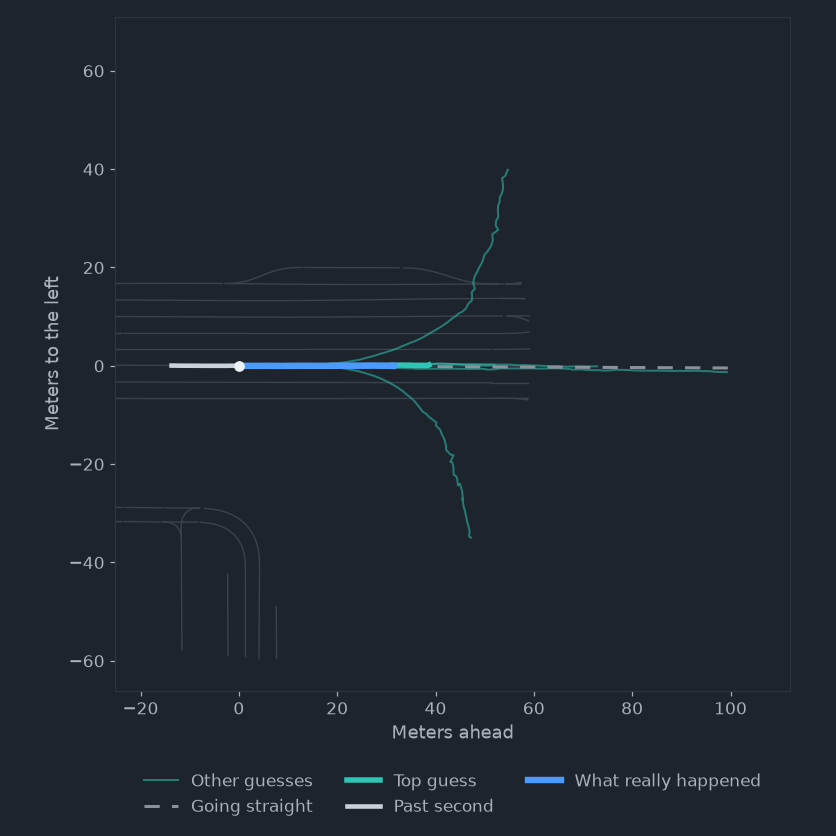 60
40
20
0
−20
−40
−60
Meters to the left
−20 0 20 40 60 80 100
Meters ahead
Other guesses Top guess What really happened
Going straight Past second